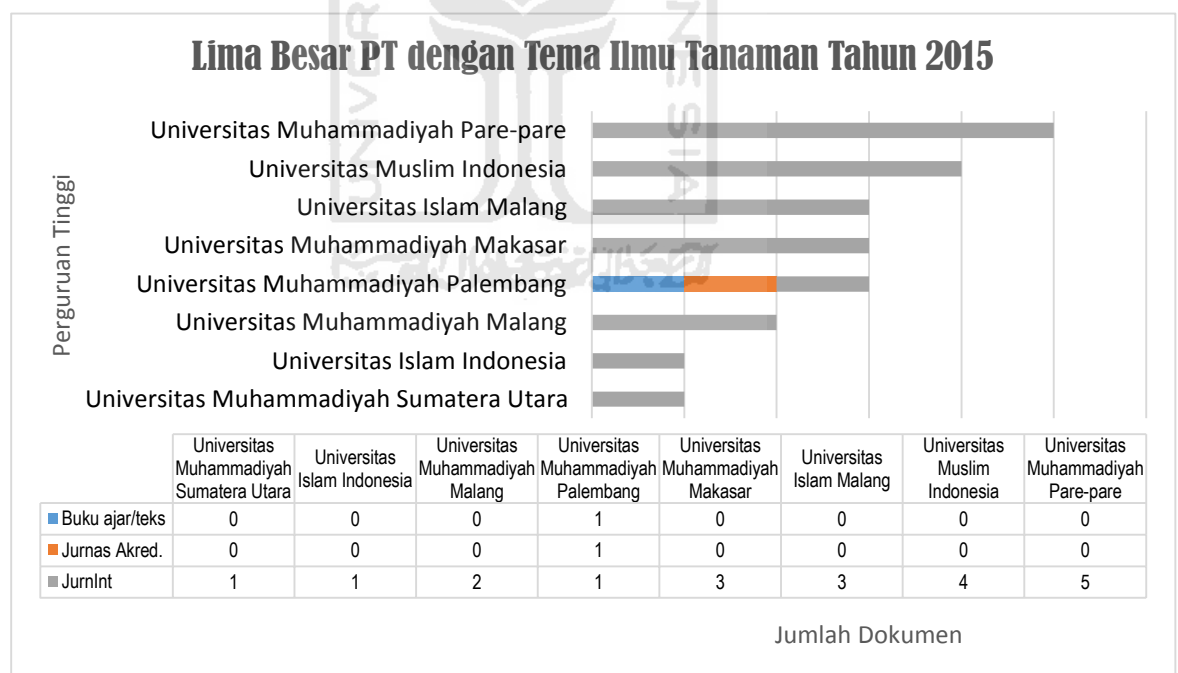 Lima Besar PT dengan Tema Ilmu Tanaman Tahun 2015
Perguruan Tinggi
Universitas Muhammadiyah Pare-pare
Universitas Muslim Indonesia
Universitas Islam Malang
Universitas Muhammadiyah Makasar
Universitas Muhammadiyah Palembang
Universitas Muhammadiyah Malang
Universitas Islam Indonesia
Universitas Muhammadiyah Sumatera Utara
Universitas Muhammadiyah Sumatera Utara Universitas Islam Indonesia Universitas Muhammadiyah Malang Universitas Muhammadiyah Palembang Universitas Muhammadiyah Makasar Universitas Islam Malang Universitas Muslim Indonesia Universitas Muhammadiyah Pare-pare
Buku ajar/teks 0 0 0 1 0 0 0 0
Jurnas Akred. 0 0 0 1 0 0 0 0
JurnInt 1 1 2 1 3 3 4 5
Jumlah Dokumen